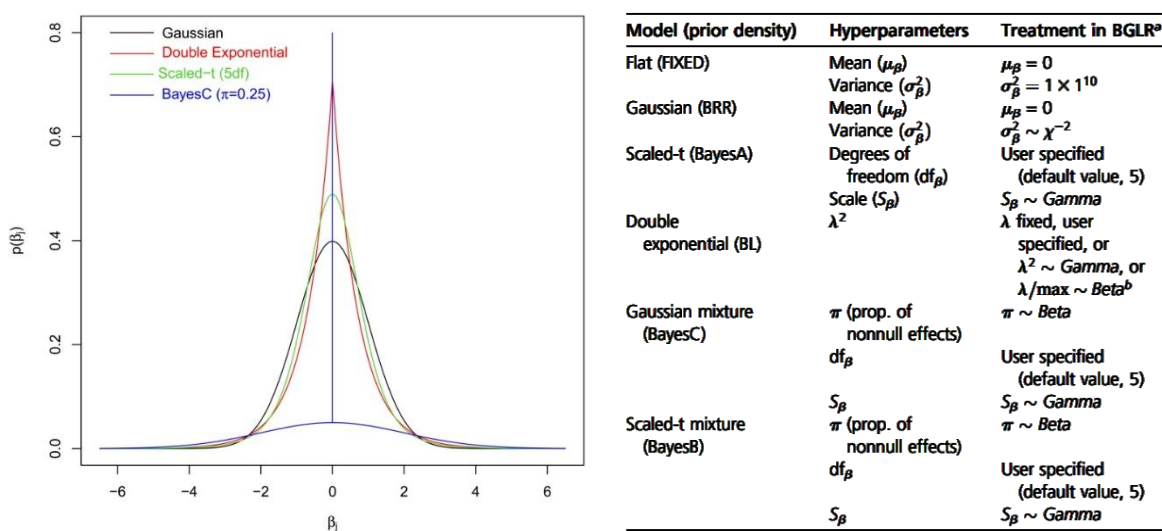 Gaussian
Double Exponential
Scaled-t (5df)
BayesC (π=0.25)
0.8
0.6
0.4
0.2
0.0
−6 −4 −2 0 2 4 6
p(βj)
βj
Model (prior density) Hyperparameters Treatment in BGLRᵃ
Flat (FIXED) Mean (μβ) μβ = 0
Variance (σ²β) σ²β = 1 × 1¹⁰
Gaussian (BRR) Mean (μβ) μβ = 0
Variance (σ²β) σ²β ∼ χ⁻²
Scaled-t (BayesA) Degrees of User specified
freedom (dfβ) (default value, 5)
Scale (Sβ) Sβ ∼ Gamma
Double λ² λ fixed, user
exponential (BL) specified, or
λ² ∼ Gamma, or
λ/max ∼ Betaᵇ
Gaussian mixture π (prop. of π ∼ Beta
(BayesC) nonnull effects)
dfβ User specified
(default value, 5)
Sβ Sβ ∼ Gamma
Scaled-t mixture π (prop. of π ∼ Beta
(BayesB) nonnull effects)
dfβ User specified
(default value, 5)
Sβ Sβ ∼ Gamma